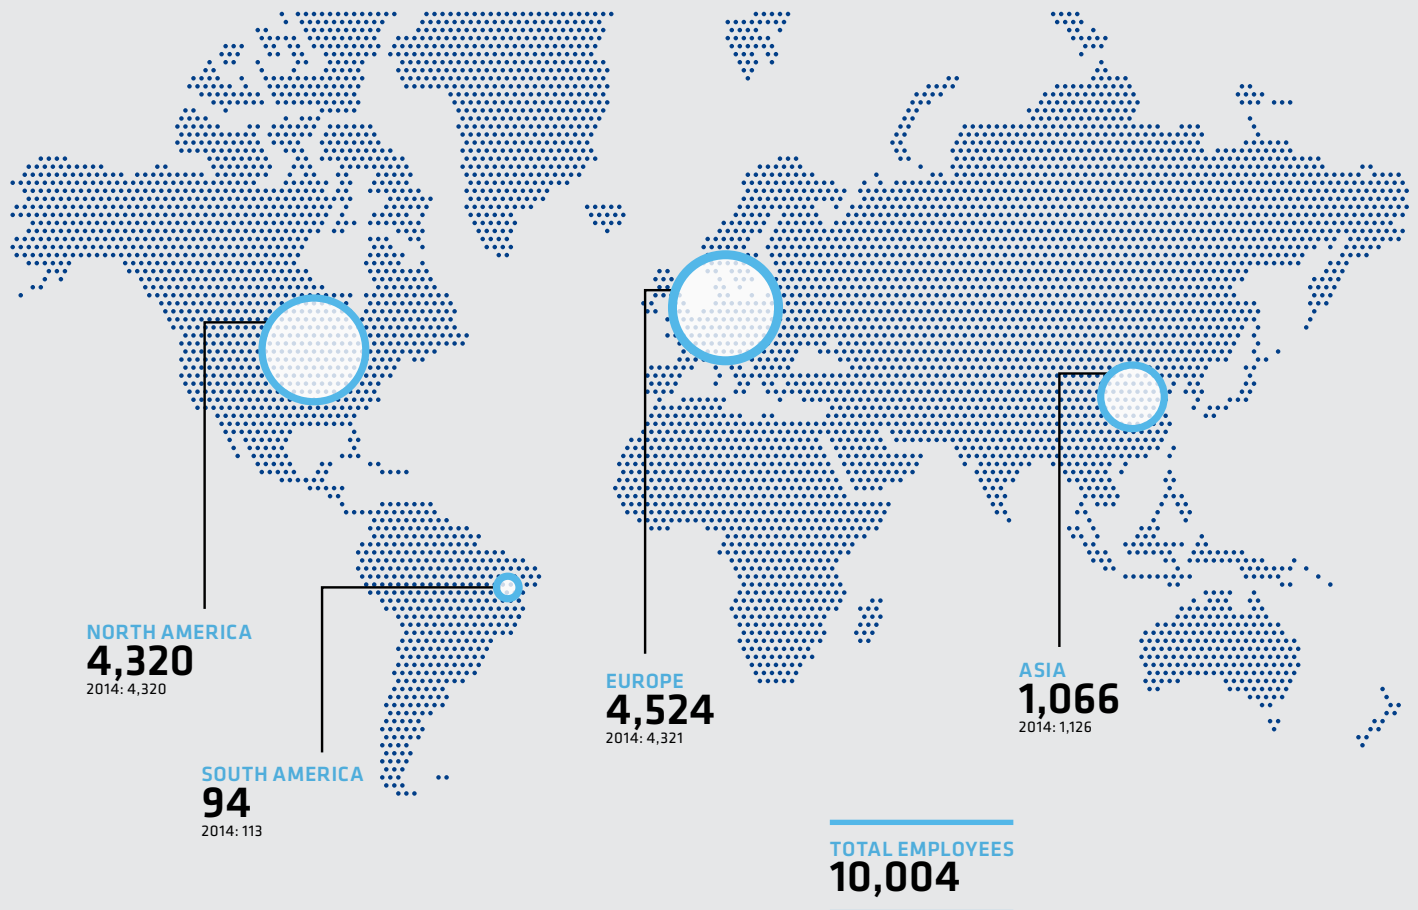 NORTH AMERICA
4,320
2014: 4,320
SOUTH AMERICA
94
2014: 113
EUROPE
4,524
2014: 4,321
ASIA
1,066
2014: 1,126
TOTAL EMPLOYEES
10,004